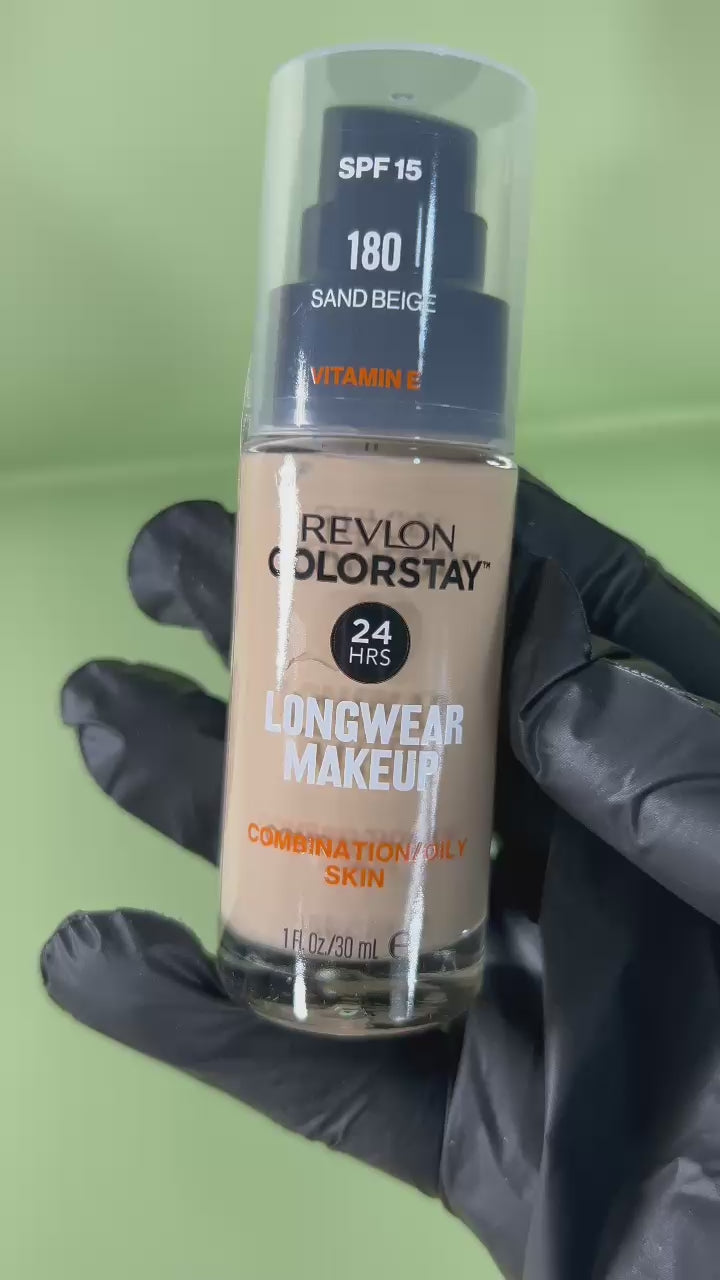 SPF 15
180
SAND BEIGE
VITAMIN E
REVLON
COLORSTAY™
24
HRS
LONGWEAR
MAKEUP
COMBINATION/OILY
SKIN
1 Fl. Oz./30 mL ℮